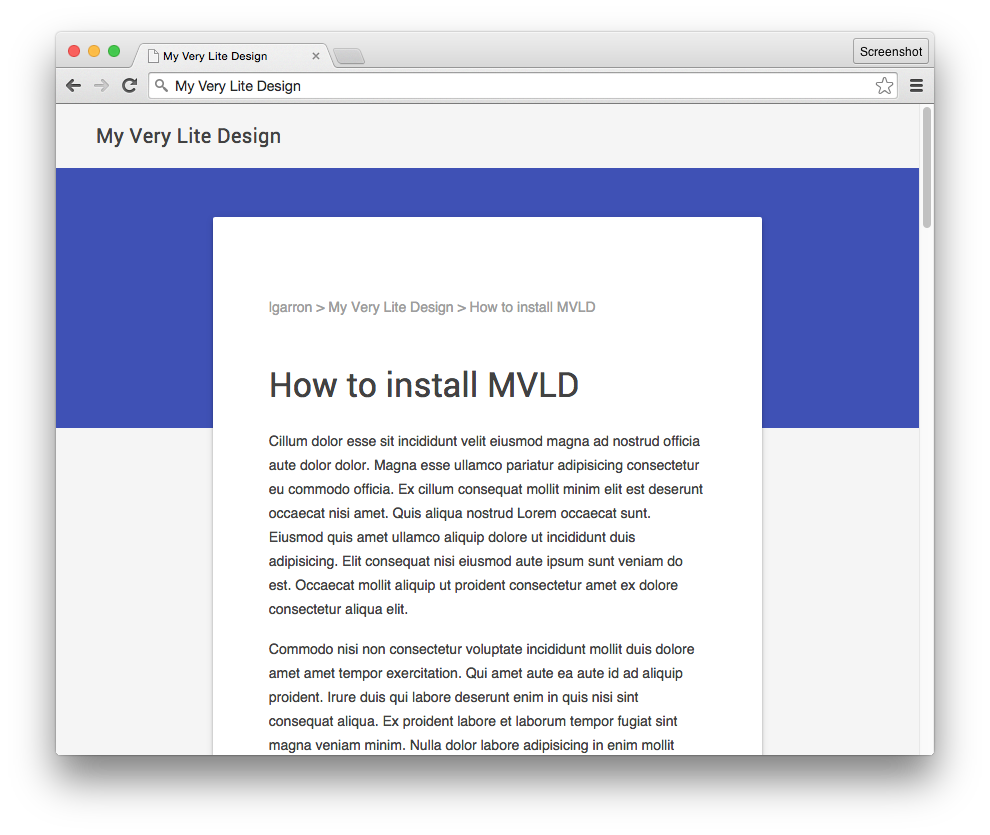 My Very Lite Design
Screenshot
My Very Lite Design
My Very Lite Design
lgarron > My Very Lite Design > How to install MVLD
How to install MVLD
Cillum dolor esse sit incididunt velit eiusmod magna ad nostrud officia
aute dolor dolor. Magna esse ullamco pariatur adipisicing consectetur
eu commodo officia. Ex cillum consequat mollit minim elit est deserunt
occaecat nisi amet. Quis aliqua nostrud Lorem occaecat sunt.
Eiusmod quis amet ullamco aliquip dolore ut incididunt duis
adipisicing. Elit consequat nisi eiusmod aute ipsum sunt veniam do
est. Occaecat mollit aliquip ut proident consectetur amet ex dolore
consectetur aliqua elit.
Commodo nisi non consectetur voluptate incididunt mollit duis dolore
amet amet tempor exercitation. Qui amet aute ea aute id ad aliquip
proident. Irure duis qui labore deserunt enim in quis nisi sint
consequat aliqua. Ex proident labore et laborum tempor fugiat sint
magna veniam minim. Nulla dolor labore adipisicing in enim mollit